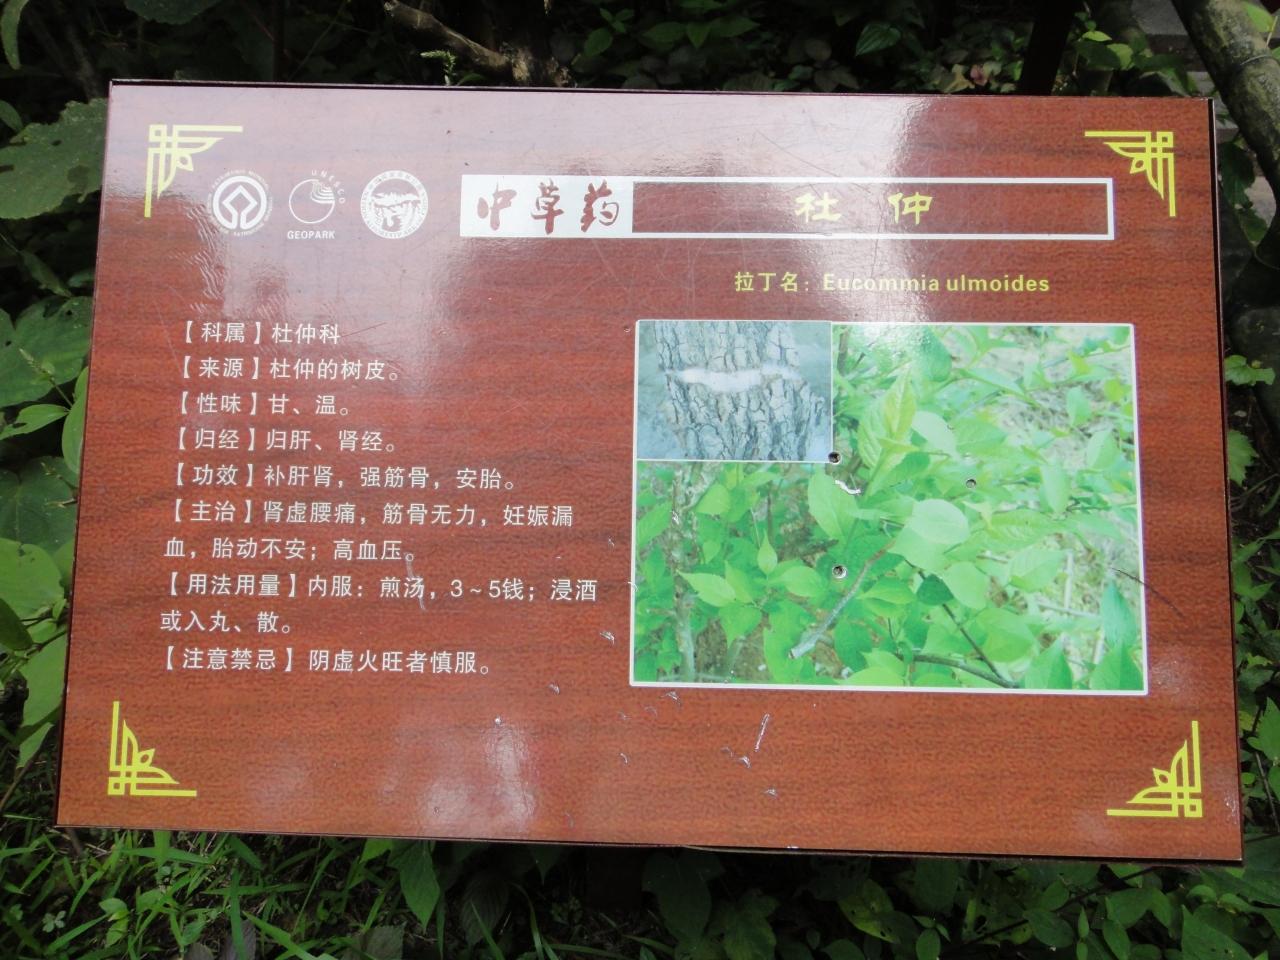 UNESCO
GEOPARK
中草药 杜仲
拉丁名：Eucommia ulmoides
【科属】杜仲科
【来源】杜仲的树皮。
【性味】甘、温。
【归经】归肝、肾经。
【功效】补肝肾，强筋骨，安胎。
【主治】肾虚腰痛，筋骨无力，妊娠漏
血，胎动不安；高血压。
【用法用量】内服：煎汤，3～5钱；浸酒
或入丸、散。
【注意禁忌】阴虚火旺者慎服。